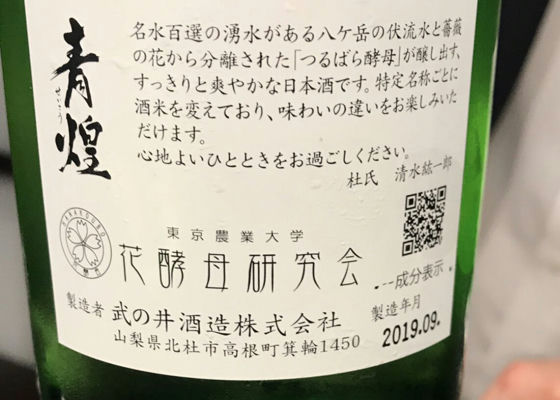 青煌
せいこう
名水百選の湧水がある八ケ岳の伏流水と薔薇
の花から分離された「つるばら酵母」が醸し出す、
すっきりと爽やかな日本酒です。特定名称ごとに
酒米を変えており、味わいの違いをお楽しみいた
だけます。
心地よいひとときをお過ごしください。
杜氏 清水紘一郎
東京農業大学
花酵母研究会
成分表示
製造者 武の井酒造株式会社
山梨県北杜市高根町箕輪1450
製造年月
2019.09.